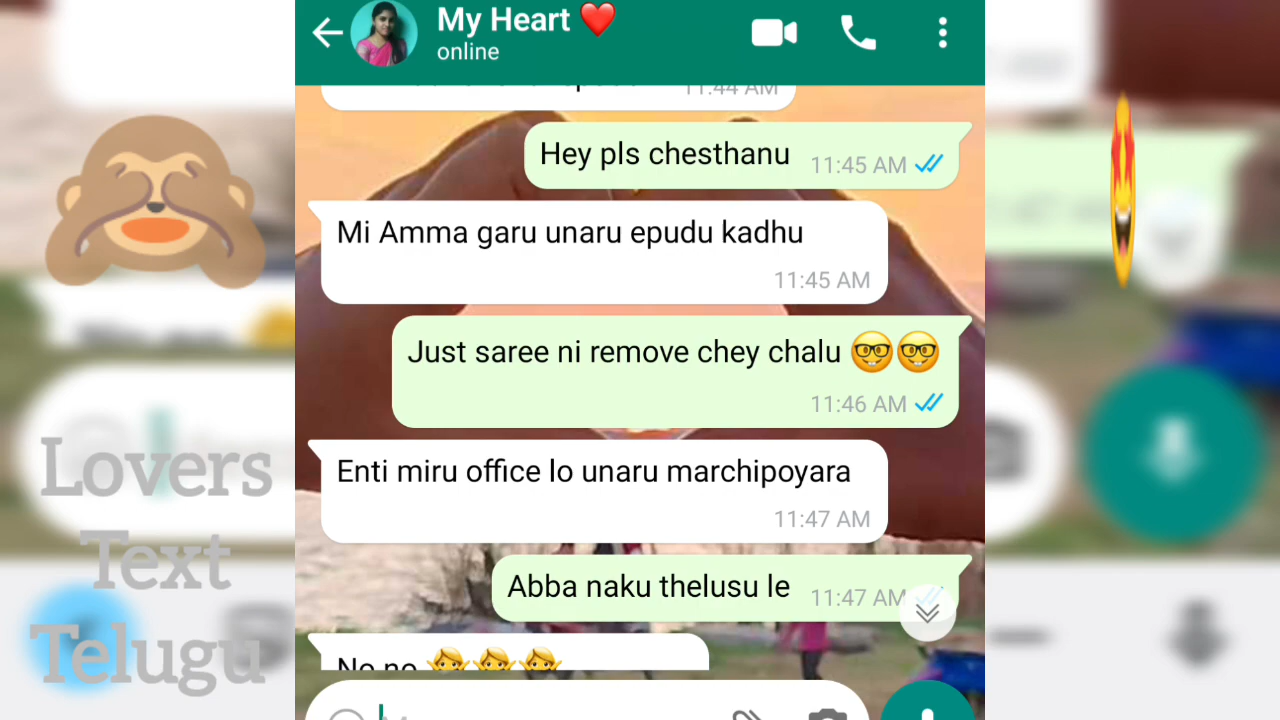 My Heart ❤️
online
11:44 AM
Hey pls chesthanu 11:45 AM
Mi Amma garu unaru epudu kadhu
11:45 AM
Just saree ni remove chey chalu 🤓🤓
11:46 AM
Enti miru office lo unaru marchipoyara
11:47 AM
Abba naku thelusu le 11:47 AM
No no 🙎‍♀️🙎‍♀️🙎‍♀️
Lovers
Text
Telugu